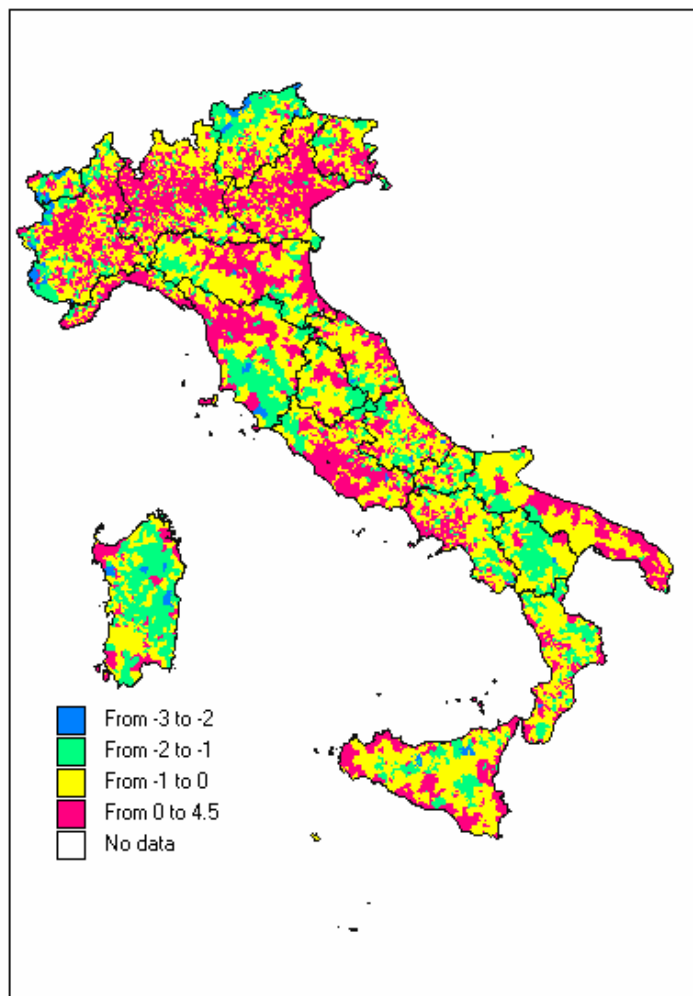 From -3 to -2
From -2 to -1
From -1 to 0
From 0 to 4.5
No data